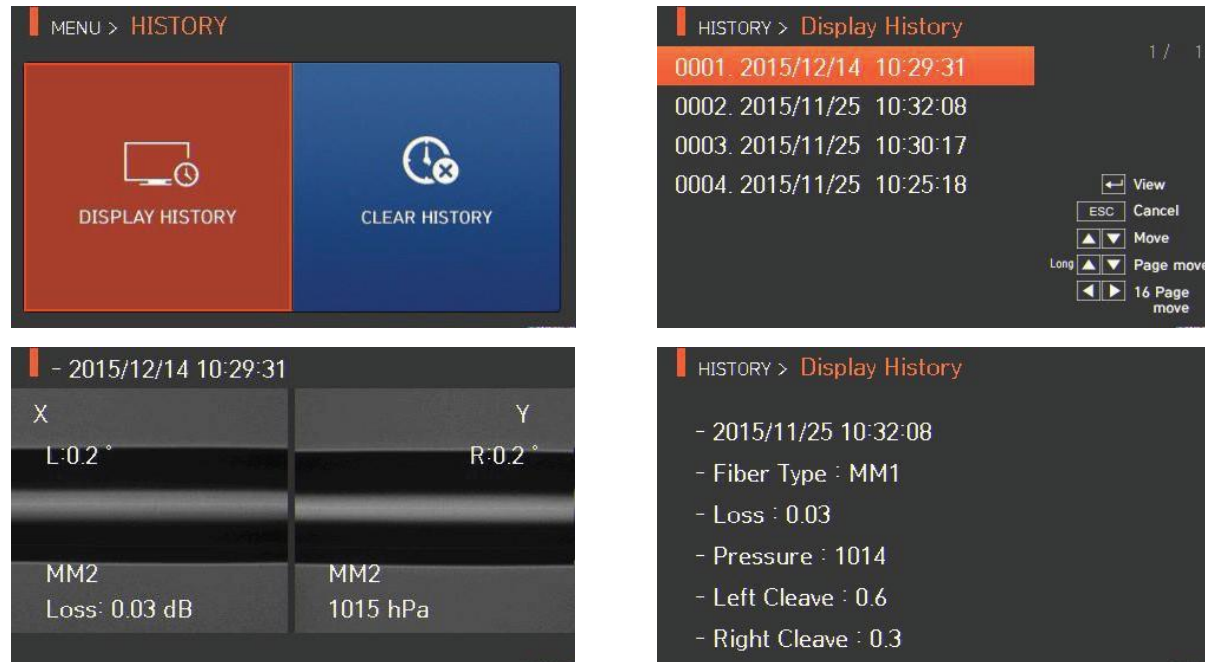 MENU > HISTORY
DISPLAY HISTORY
CLEAR HISTORY
HISTORY > Display History
1 / 1
0001. 2015/12/14 10:29:31
0002. 2015/11/25 10:32:08
0003. 2015/11/25 10:30:17
0004. 2015/11/25 10:25:18
View
ESC Cancel
Move
Long Page move
16 Page
move
- 2015/12/14 10:29:31
X
Y
L:0.2°
R:0.2°
MM2
MM2
Loss: 0.03 dB
1015 hPa
HISTORY > Display History
- 2015/11/25 10:32:08
- Fiber Type : MM1
- Loss : 0.03
- Pressure : 1014
- Left Cleave : 0.6
- Right Cleave : 0.3